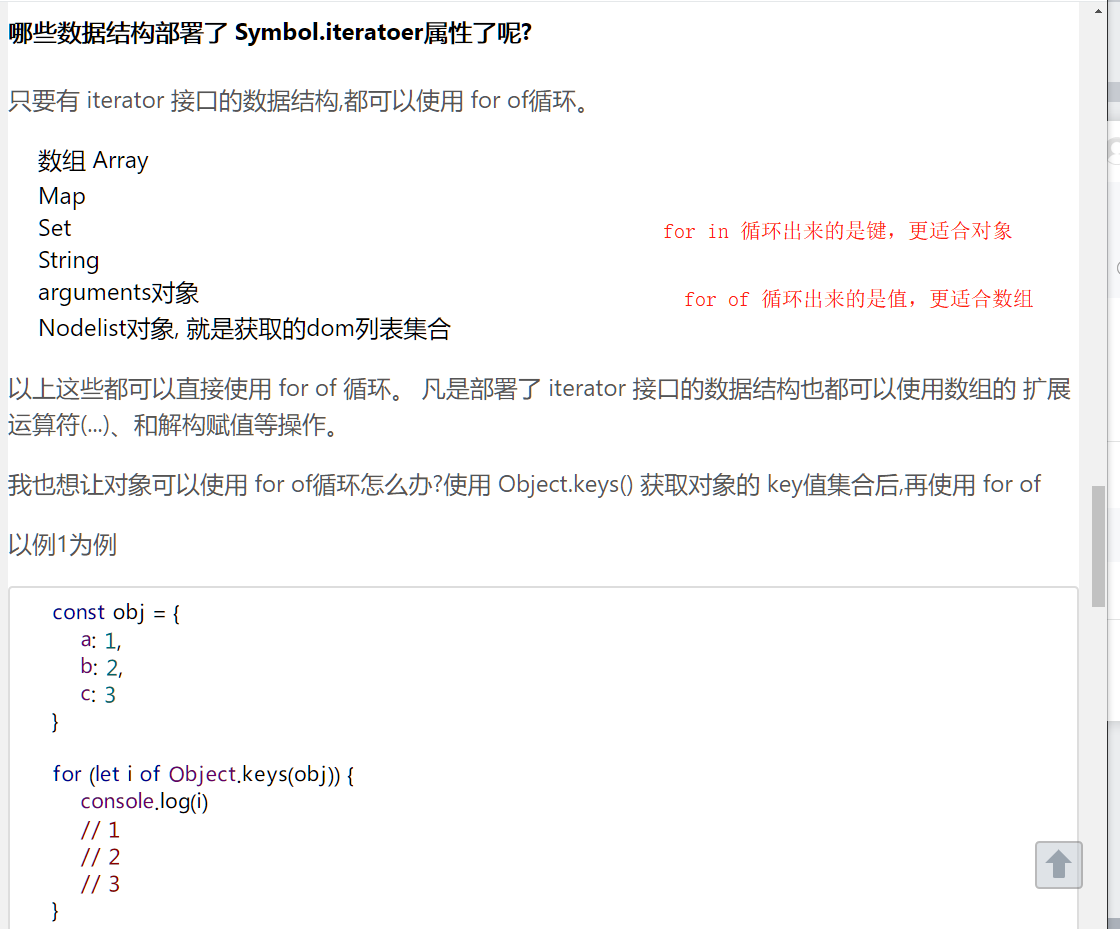 哪些数据结构部署了 Symbol.iteratoer属性了呢?
只要有 iterator 接口的数据结构,都可以使用 for of循环。
数组 Array
Map
Set
String
arguments对象
Nodelist对象, 就是获取的dom列表集合
for in 循环出来的是键，更适合对象
for of 循环出来的是值，更适合数组
以上这些都可以直接使用 for of 循环。 凡是部署了 iterator 接口的数据结构也都可以使用数组的 扩展
运算符(...)、和解构赋值等操作。
我也想让对象可以使用 for of循环怎么办?使用 Object.keys() 获取对象的 key值集合后,再使用 for of
以例1为例
const obj = {
a: 1,
b: 2,
c: 3
}
for (let i of Object.keys(obj)) {
console.log(i)
// 1
// 2
// 3
}